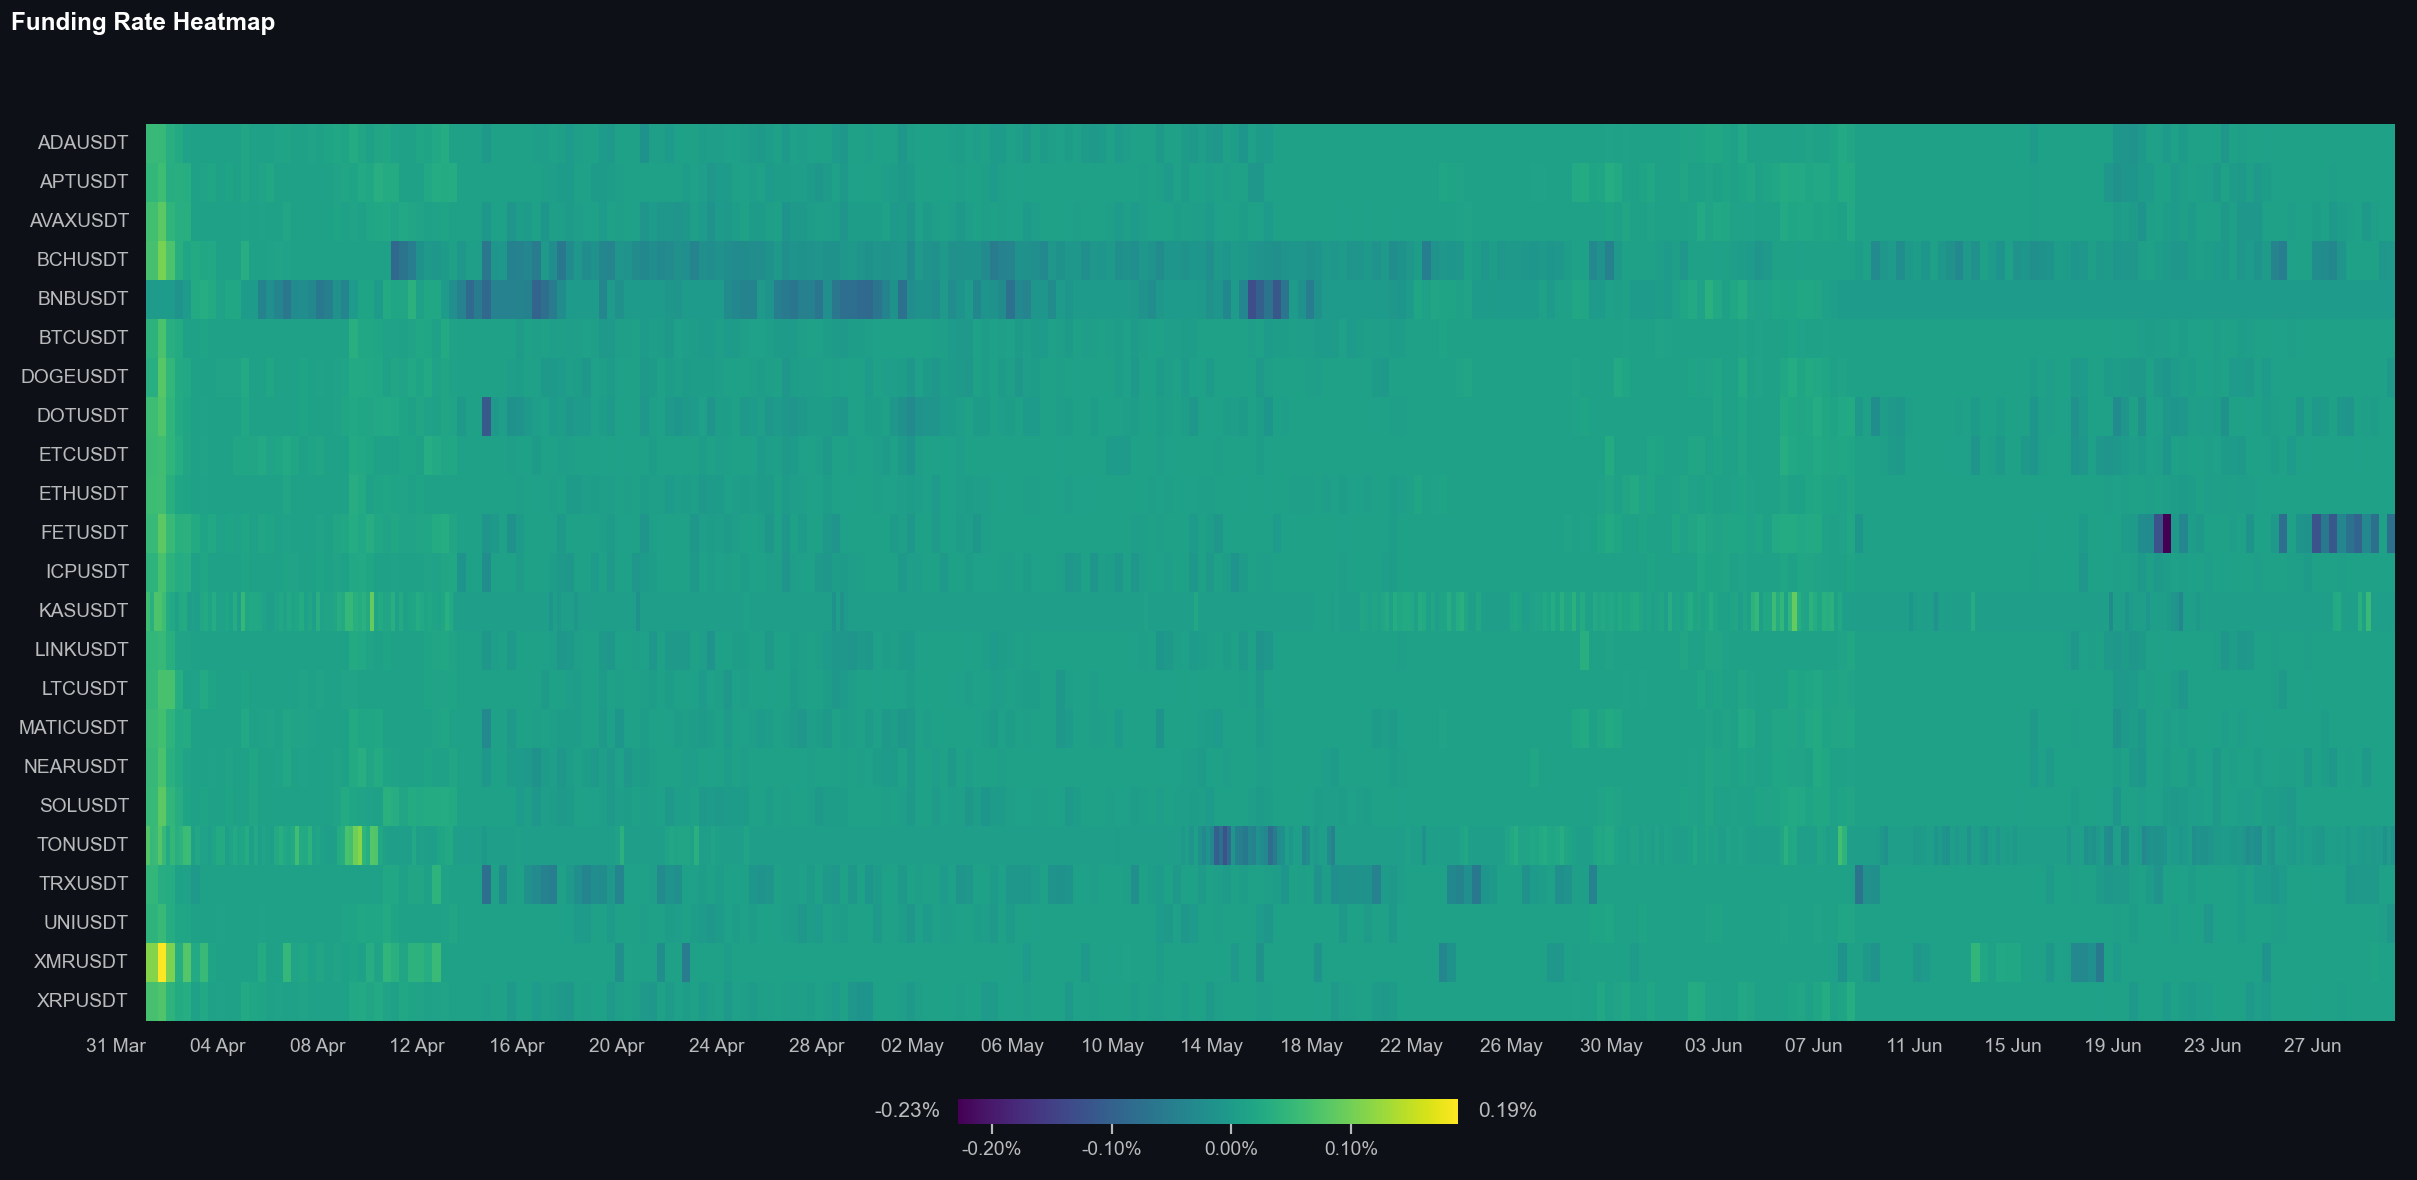 Funding Rate Heatmap
ADAUSDT
APTUSDT
AVAXUSDT
BCHUSDT
BNBUSDT
BTCUSDT
DOGEUSDT
DOTUSDT
ETCUSDT
ETHUSDT
FETUSDT
ICPUSDT
KASUSDT
LINKUSDT
LTCUSDT
MATICUSDT
NEARUSDT
SOLUSDT
TONUSDT
TRXUSDT
UNIUSDT
XMRUSDT
XRPUSDT
31 Mar 04 Apr 08 Apr 12 Apr 16 Apr 20 Apr 24 Apr 28 Apr 02 May 06 May 10 May 14 May 18 May 22 May 26 May 30 May 03 Jun 07 Jun 11 Jun 15 Jun 19 Jun 23 Jun 27 Jun
-0.23% 0.19%
-0.20% -0.10% 0.00% 0.10%